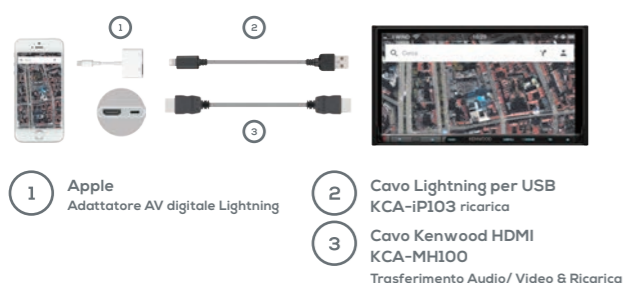 1
2
3
Cerca
1
Apple
Adattatore AV digitale Lightning
2
Cavo Lightning per USB
KCA-iP103 ricarica
3
Cavo Kenwood HDMI
KCA-MH100
Trasferimento Audio/ Video & Ricarica